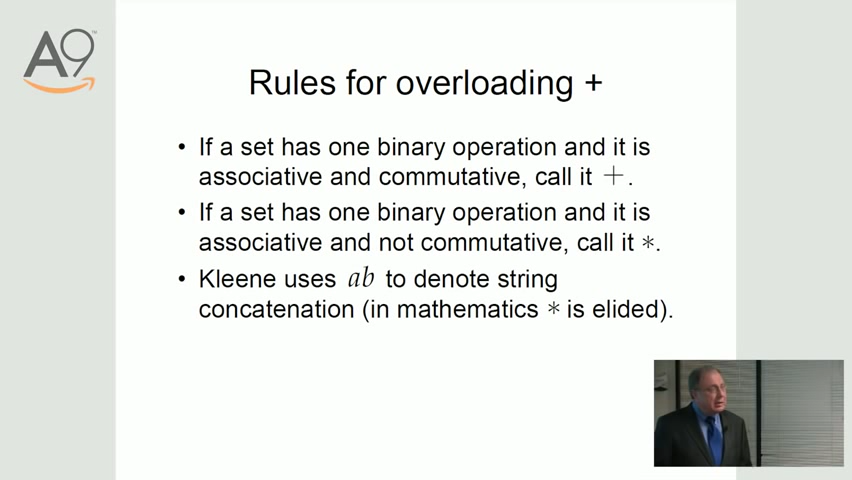 A9™
Rules for overloading +
• If a set has one binary operation and it is
associative and commutative, call it +.
• If a set has one binary operation and it is
associative and not commutative, call it *.
• Kleene uses ab to denote string
concatenation (in mathematics * is elided).